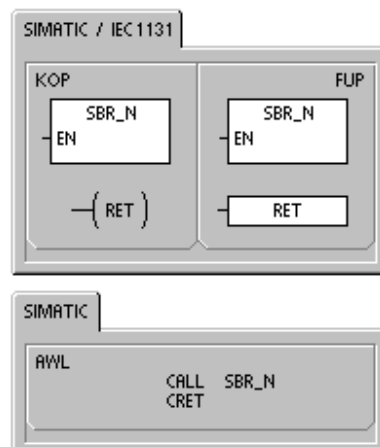 SIMATIC / IEC1131
KOP FUP
SBR_N SBR_N
EN EN
RET RET
SIMATIC
AWL
CALL SBR_N
CRET